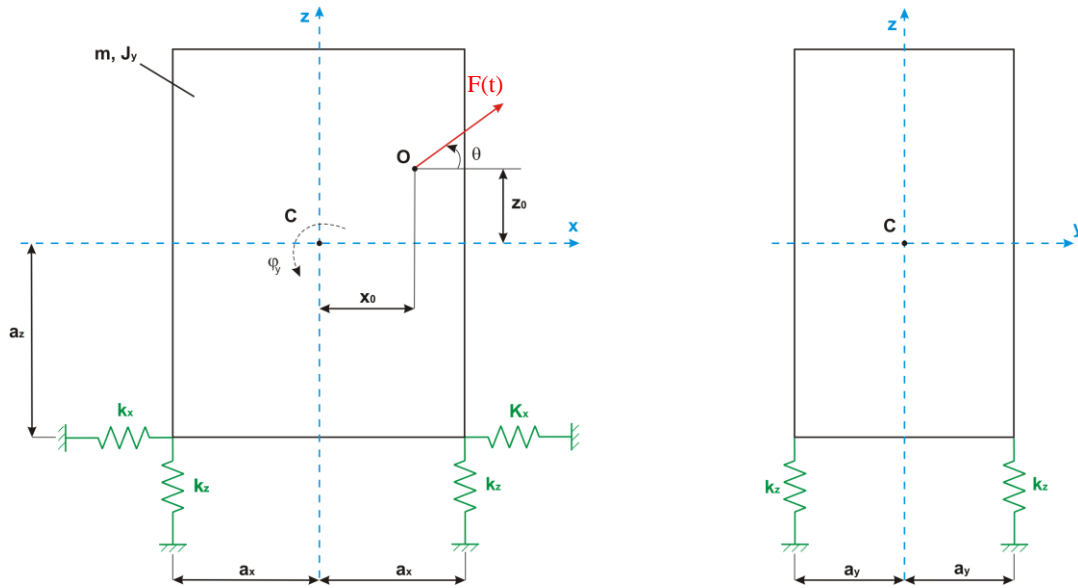 z
m, Jy
F(t)
O
θ
z₀
C
x
φy
x₀
az
kx
Kx
kz
kz
ax
ax
z
C
y
kz
kz
ay
ay